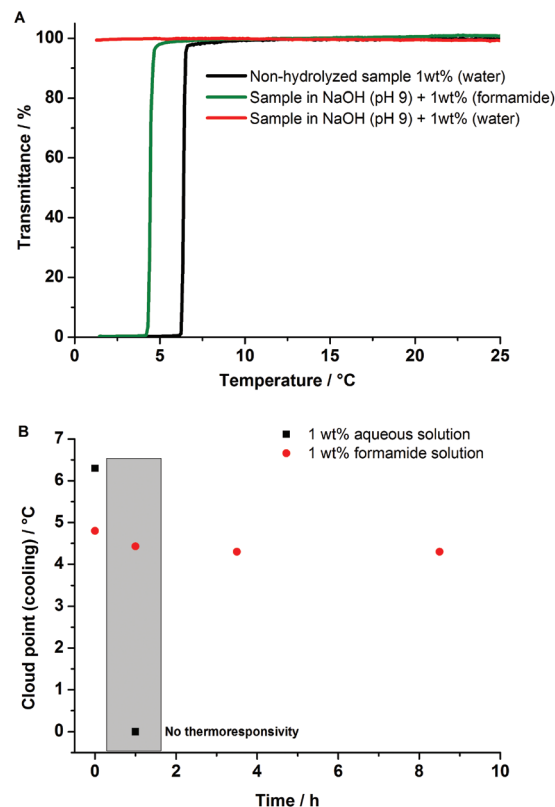 A
100
80
60
40
20
0
Transmittance / %
Non-hydrolyzed sample 1wt% (water)
Sample in NaOH (pH 9) + 1wt% (formamide)
Sample in NaOH (pH 9) + 1wt% (water)
0 5 10 15 20 25
Temperature / °C
B
7
6
5
4
3
2
1
0
Cloud point (cooling) / °C
1 wt% aqueous solution
1 wt% formamide solution
No thermoresponsivity
0 2 4 6 8 10
Time / h